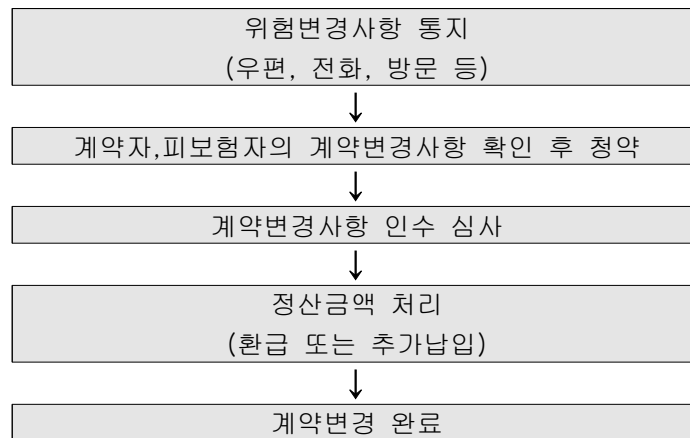 위험변경사항 통지
(우편, 전화, 방문 등)
↓
계약자,피보험자의 계약변경사항 확인 후 청약
↓
계약변경사항 인수 심사
↓
정산금액 처리
(환급 또는 추가납입)
↓
계약변경 완료